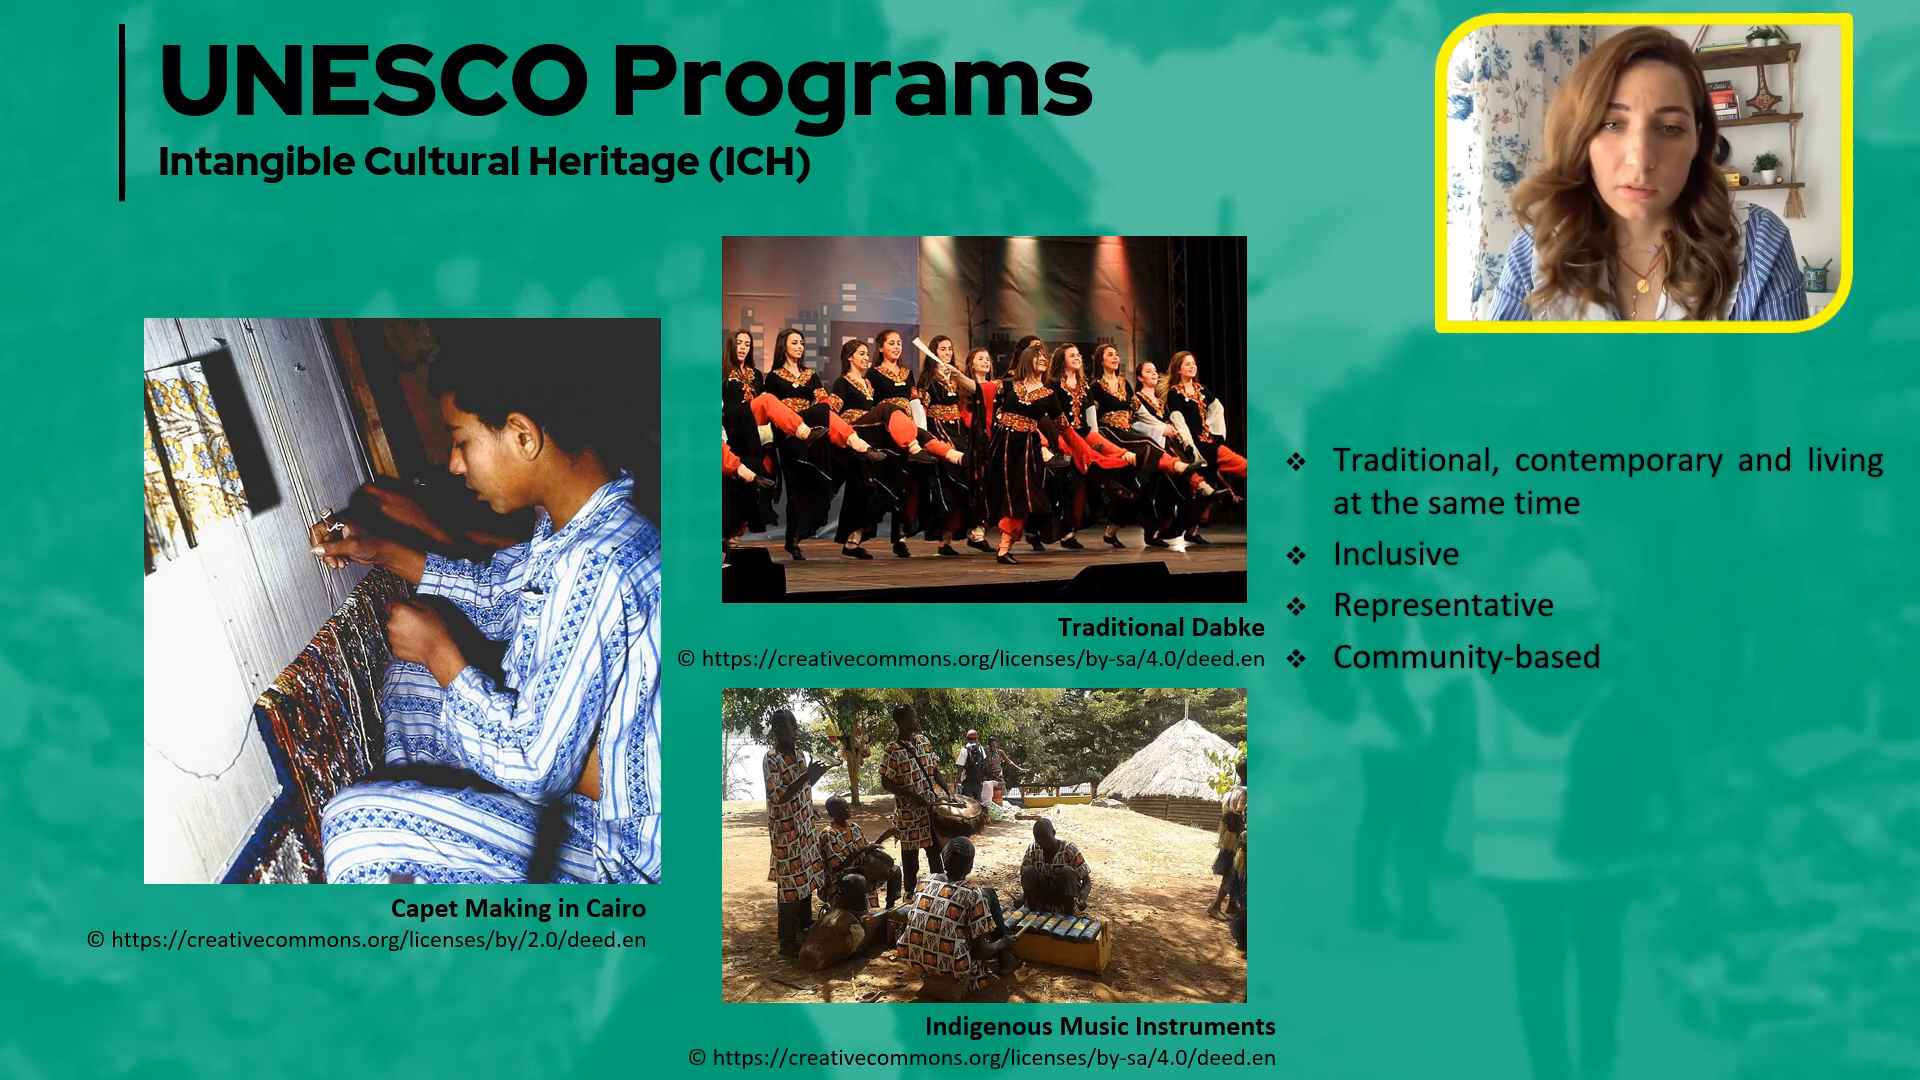 UNESCO Programs
Intangible Cultural Heritage (ICH)
Traditional Dabke
© https://creativecommons.org/licenses/by-sa/4.0/deed.en
Capet Making in Cairo
© https://creativecommons.org/licenses/by/2.0/deed.en
Indigenous Music Instruments
© https://creativecommons.org/licenses/by-sa/4.0/deed.en
❖ Traditional, contemporary and living
at the same time
❖ Inclusive
❖ Representative
❖ Community-based